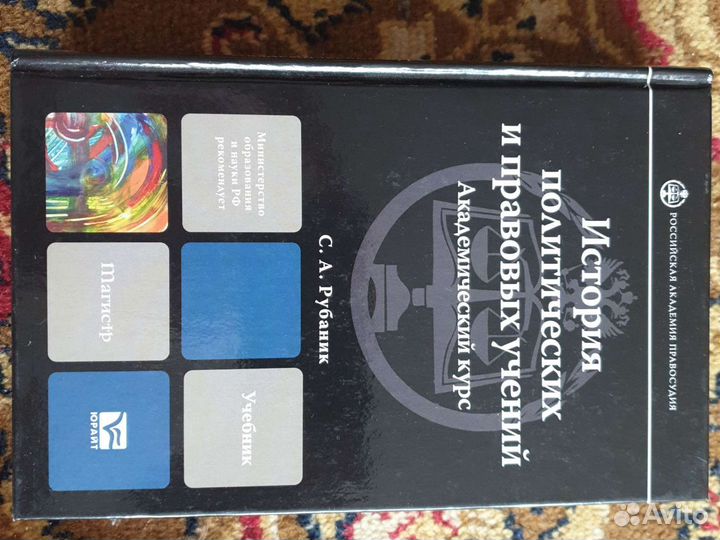 РОССИЙСКАЯ АКАДЕМИЯ ПРАВОСУДИЯ
История
политических
и правовых учений
Академический курс
С. А. Рубаник
Министерство
образования
и науки РФ
рекомендует
Учебник
Магистр
ЮРАЙТ
Avito